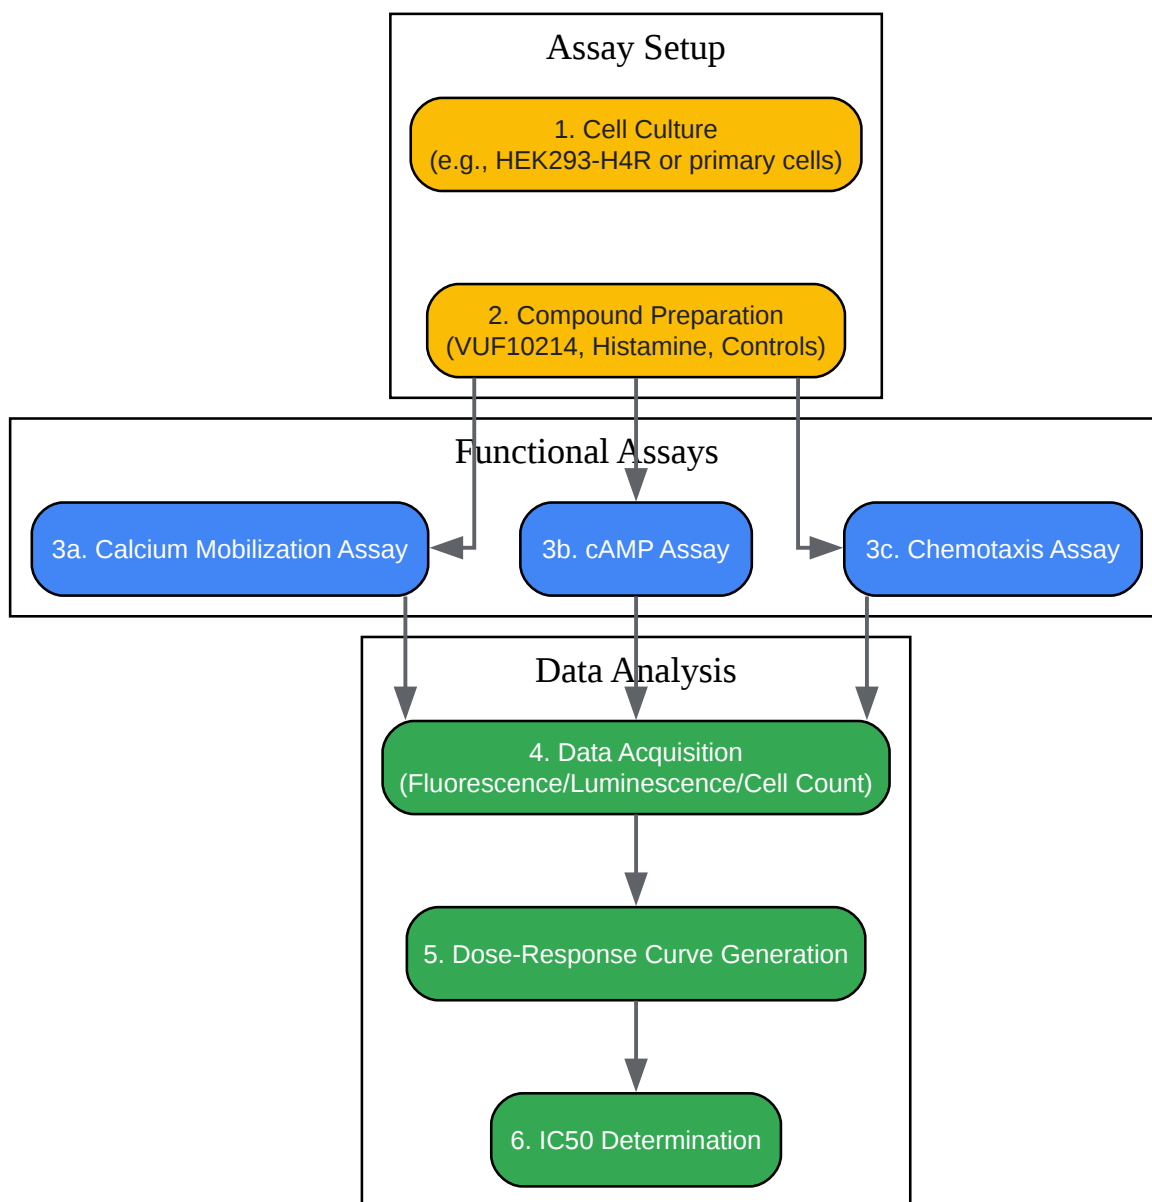 Assay Setup
1. Cell Culture
(e.g., HEK293-H4R or primary cells)
2. Compound Preparation
(VUF10214, Histamine, Controls)
Functional Assays
3a. Calcium Mobilization Assay
3b. cAMP Assay
3c. Chemotaxis Assay
Data Analysis
4. Data Acquisition
(Fluorescence/Luminescence/Cell Count)
5. Dose-Response Curve Generation
6. IC50 Determination